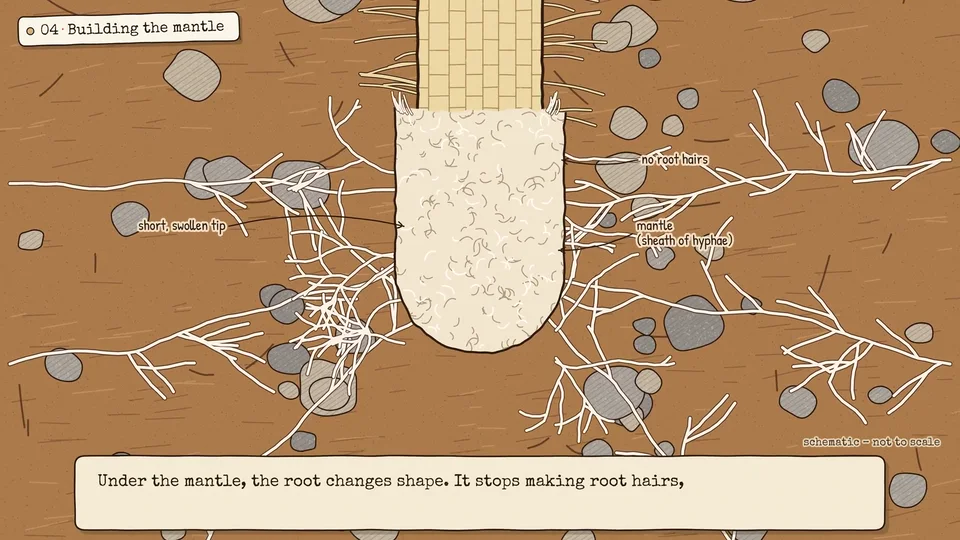 04 · Building the mantle
no root hairs
short, swollen tip
mantle
(sheath of hyphae)
schematic – not to scale
Under the mantle, the root changes shape. It stops making root hairs,